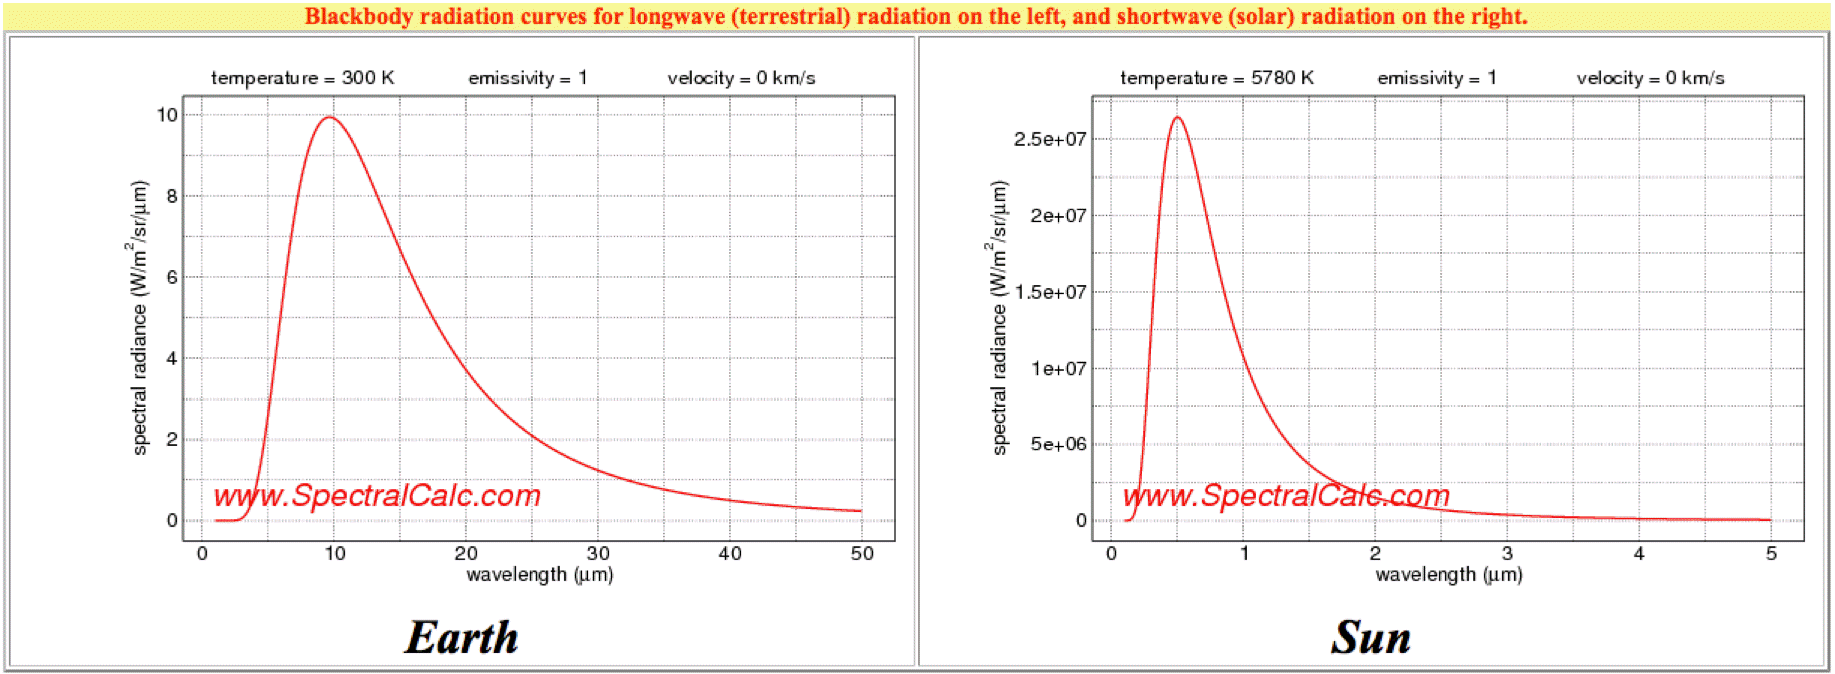 Blackbody radiation curves for longwave (terrestrial) radiation on the left, and shortwave (solar) radiation on the right.
temperature = 300 K emissivity = 1 velocity = 0 km/s
10
8
6
4
2
0
spectral radiance (W/m²/sr/μm)
www.SpectralCalc.com
0 10 20 30 40 50
wavelength (μm)
Earth
temperature = 5780 K emissivity = 1 velocity = 0 km/s
2.5e+07
2e+07
1.5e+07
1e+07
5e+06
0
spectral radiance (W/m²/sr/μm)
www.SpectralCalc.com
0 1 2 3 4 5
wavelength (μm)
Sun